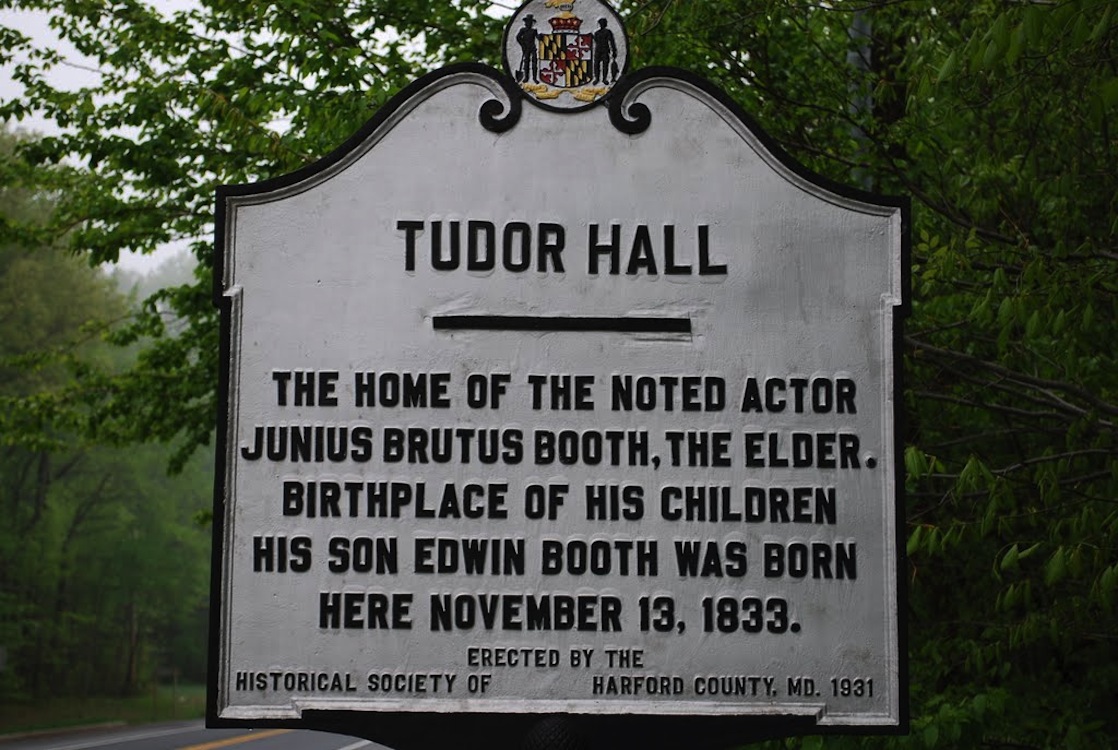 TUDOR HALL
THE HOME OF THE NOTED ACTOR
JUNIUS BRUTUS BOOTH, THE ELDER.
BIRTHPLACE OF HIS CHILDREN
HIS SON EDWIN BOOTH WAS BORN
HERE NOVEMBER 13, 1833.
ERECTED BY THE
HISTORICAL SOCIETY OF HARFORD COUNTY, MD. 1931